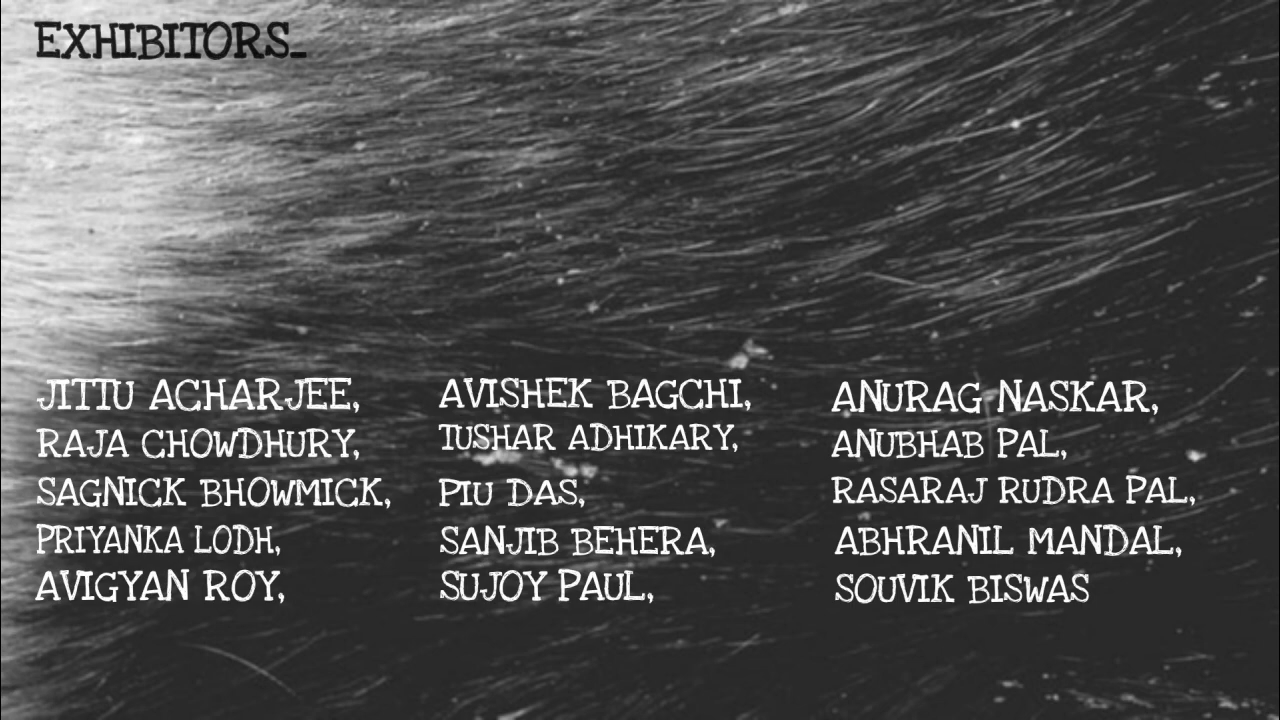 EXHIBITORS_
JITTU ACHARJEE,
RAJA CHOWDHURY,
SAGNICK BHOWMICK,
PRIYANKA LODH,
AVIGYAN ROY,
AVISHEK BAGCHI,
TUSHAR ADHIKARY,
PIU DAS,
SANJIB BEHERA,
SUJOY PAUL,
ANURAG NASKAR,
ANUBHAB PAL,
RASARAJ RUDRA PAL,
ABHRANIL MANDAL,
SOUVIK BISWAS